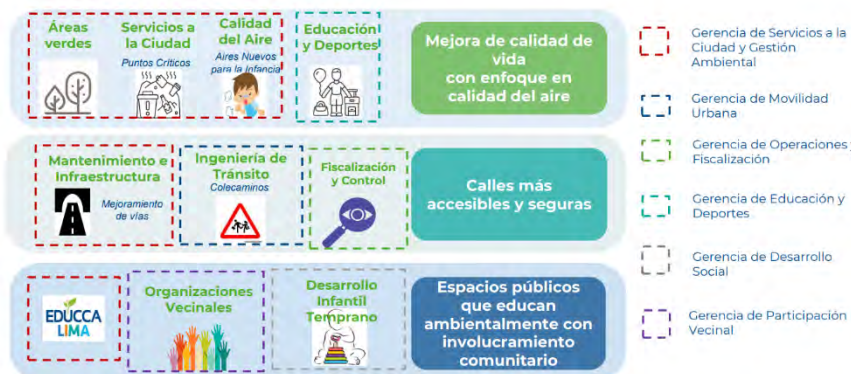 Áreas
verdes
Servicios a
la Ciudad
Puntos Críticos
Calidad
del Aire
Aires Nuevos
para la Infancia
Educación
y Deportes
Mejora de calidad de
vida
con enfoque en
calidad del aire
Mantenimiento e
Infraestructura
Mejoramiento
de vías
Ingeniería de
Tránsito
Colecaminos
Fiscalización
y Control
Calles más
accesibles y seguras
EDUCCA
LIMA
Organizaciones
Vecinales
Desarrollo
Infantil
Temprano
Espacios públicos
que educan
ambientalmente con
involucramiento
comunitario
Gerencia de Servicios a la
Ciudad y Gestión
Ambiental
Gerencia de Movilidad
Urbana
Gerencia de Operaciones y
Fiscalización
Gerencia de Educación y
Deportes
Gerencia de Desarrollo
Social
Gerencia de Participación
Vecinal